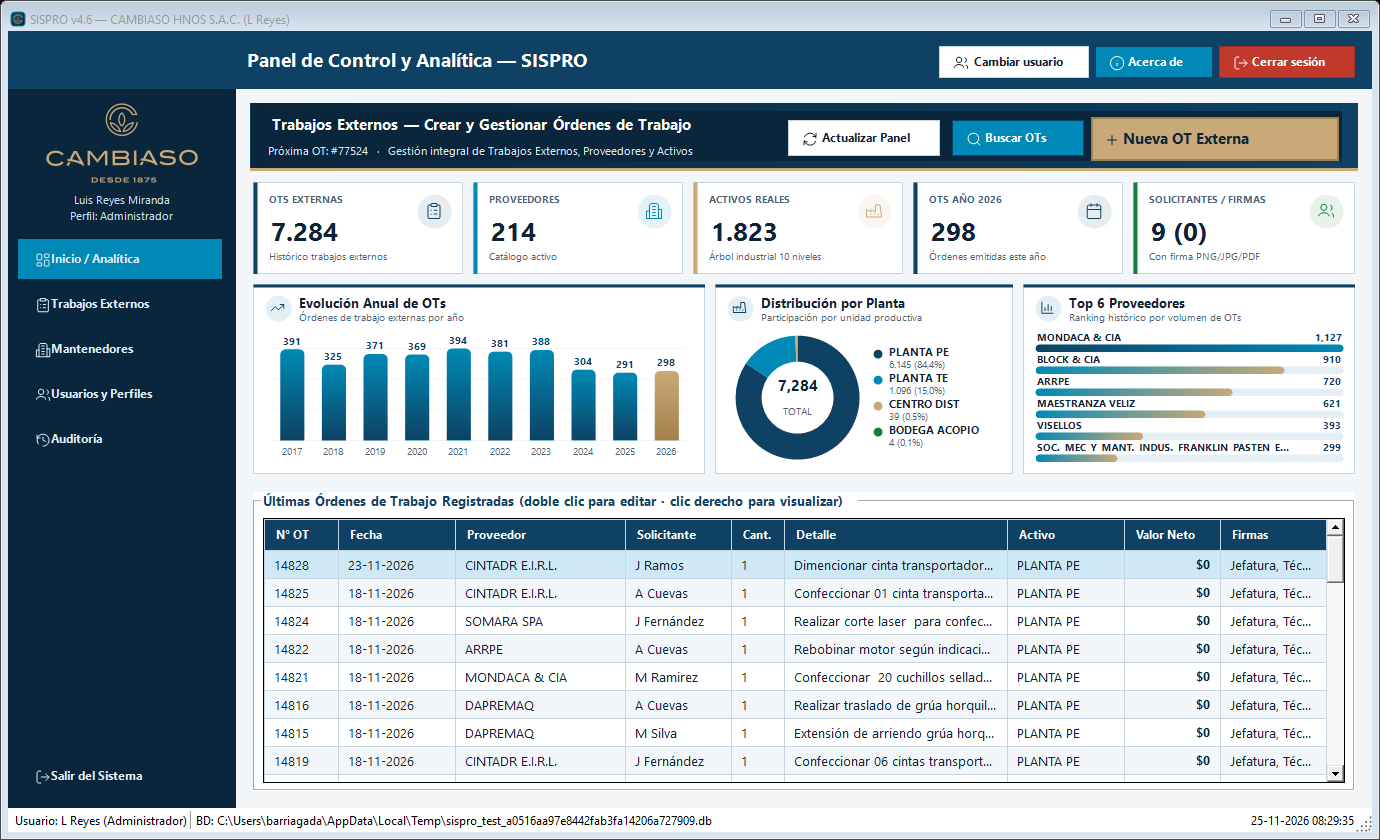 SISPRO v4.6 — CAMBIASO HNOS S.A.C. (L Reyes)
Panel de Control y Analítica — SISPRO
Cambiar usuario
Acerca de
Cerrar sesión
CAMBIASO
DESDE 1875
Luis Reyes Miranda
Perfil: Administrador
Inicio / Analítica
Trabajos Externos
Mantenedores
Usuarios y Perfiles
Auditoría
Salir del Sistema
Trabajos Externos — Crear y Gestionar Órdenes de Trabajo
Próxima OT: #77524 · Gestión integral de Trabajos Externos, Proveedores y Activos
Actualizar Panel
Buscar OTs
+ Nueva OT Externa
OTS EXTERNAS
7.284
Histórico trabajos externos
PROVEEDORES
214
Catálogo activo
ACTIVOS REALES
1.823
Árbol industrial 10 niveles
OTS AÑO 2026
298
Órdenes emitidas este año
SOLICITANTES / FIRMAS
9 (0)
Con firma PNG/JPG/PDF
Evolución Anual de OTs
Órdenes de trabajo externas por año
391 325 371 369 394 381 388 304 291 298
2017 2018 2019 2020 2021 2022 2023 2024 2025 2026
Distribución por Planta
Participación por unidad productiva
7,284
TOTAL
PLANTA PE
6.145 (84,4%)
PLANTA TE
1.096 (15,0%)
CENTRO DIST
39 (0,5%)
BODEGA ACOPIO
4 (0,1%)
Top 6 Proveedores
Ranking histórico por volumen de OTs
MONDACA & CIA 1,127
BLOCK & CIA 910
ARRPE 720
MAESTRANZA VELIZ 621
VISELLOS 393
SOC. MEC Y MANT. INDUS. FRANKLIN PASTEN E... 299
Últimas Órdenes de Trabajo Registradas (doble clic para editar · clic derecho para visualizar)
N° OT Fecha Proveedor Solicitante Cant. Detalle Activo Valor Neto Firmas
14828 23-11-2026 CINTADR E.I.R.L. J Ramos 1 Dimencionar cinta transportador... PLANTA PE $0 Jefatura, Téc...
14825 18-11-2026 CINTADR E.I.R.L. A Cuevas 1 Confeccionar 01 cinta transporta... PLANTA PE $0 Jefatura, Téc...
14824 18-11-2026 SOMARA SPA J Fernández 1 Realizar corte laser  para confec... PLANTA PE $0 Jefatura, Téc...
14822 18-11-2026 ARRPE A Cuevas 1 Rebobinar motor según indicaci... PLANTA PE $0 Jefatura, Téc...
14821 18-11-2026 MONDACA & CIA M Ramirez 1 Confeccionar  20 cuchillos sellad... PLANTA PE $0 Jefatura, Téc...
14816 18-11-2026 DAPREMAQ A Cuevas 1 Realizar traslado de grúa horquil... PLANTA PE $0 Jefatura, Téc...
14815 18-11-2026 DAPREMAQ M Silva 1 Extensión de arriendo grúa horq... PLANTA PE $0 Jefatura, Téc...
14819 18-11-2026 CINTADR E.I.R.L. J Fernández 1 Confeccionar 06 cintas transport... PLANTA PE $0 Jefatura, Téc...
Usuario: L Reyes (Administrador) BD: C:\Users\barriagada\AppData\Local\Temp\sispro_test_a0516aa97e8442fab3fa14206a727909.db 25-11-2026 08:29:35